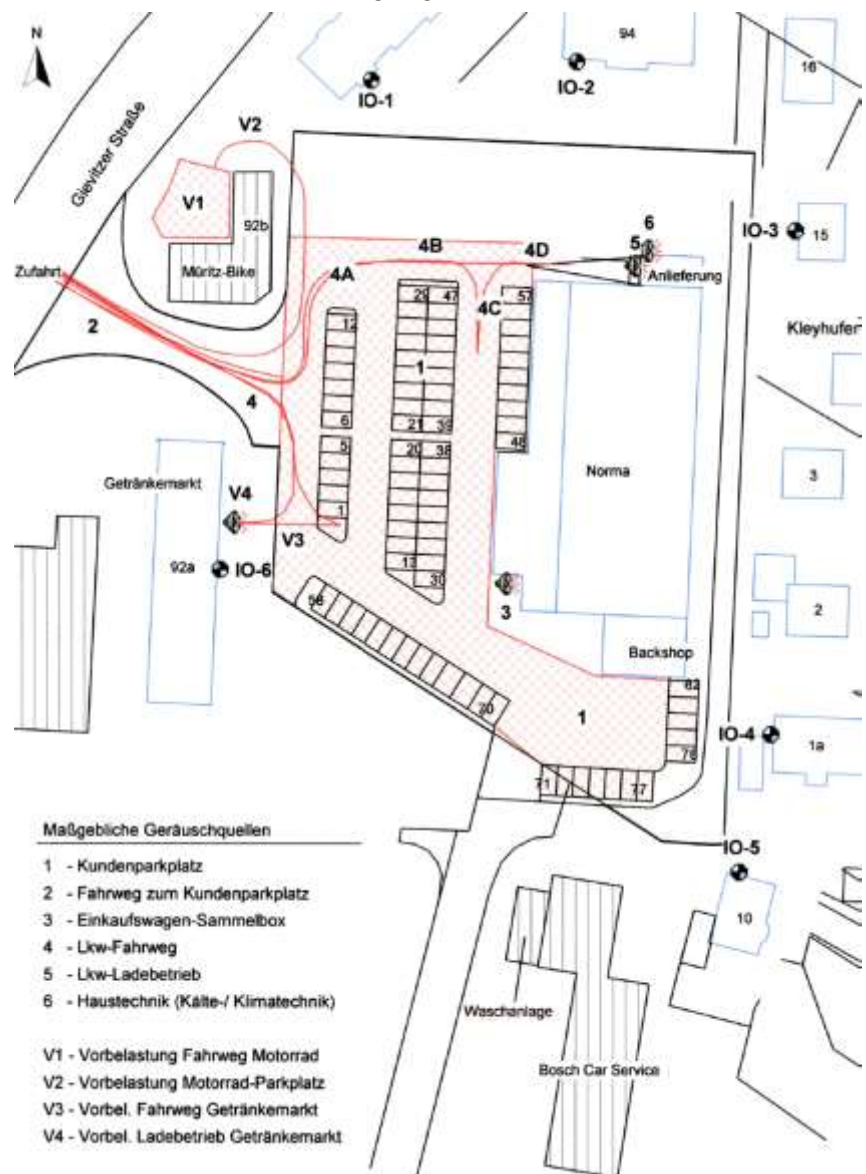 94
16
N
IO-1
IO-2
V2
Gievitzer Straße
V1
92b
6
IO-3
15
4B
4D
5
Zufahrt
Müritz-Bike
4A
Anlieferung
29
47
57
4C
2
12
Kleyhufer
1
4
6
21
39
5
20
38
48
Getränkemarkt
Norma
3
V4
1
V3
92a
IO-6
13
30
3
2
58
Backshop
62
70
1
IO-4
1a
78
71
77
Maßgebliche Geräuschquellen
IO-5
1 - Kundenparkplatz
2 - Fahrweg zum Kundenparkplatz
3 - Einkaufswagen-Sammelbox
10
4 - Lkw-Fahrweg
5 - Lkw-Ladebetrieb
6 - Haustechnik (Kälte-/ Klimatechnik)
Waschanlage
V1 - Vorbelastung Fahrweg Motorrad
Bosch Car Service
V2 - Vorbelastung Motorrad-Parkplatz
V3 - Vorbel. Fahrweg Getränkemarkt
V4 - Vorbel. Ladebetrieb Getränkemarkt